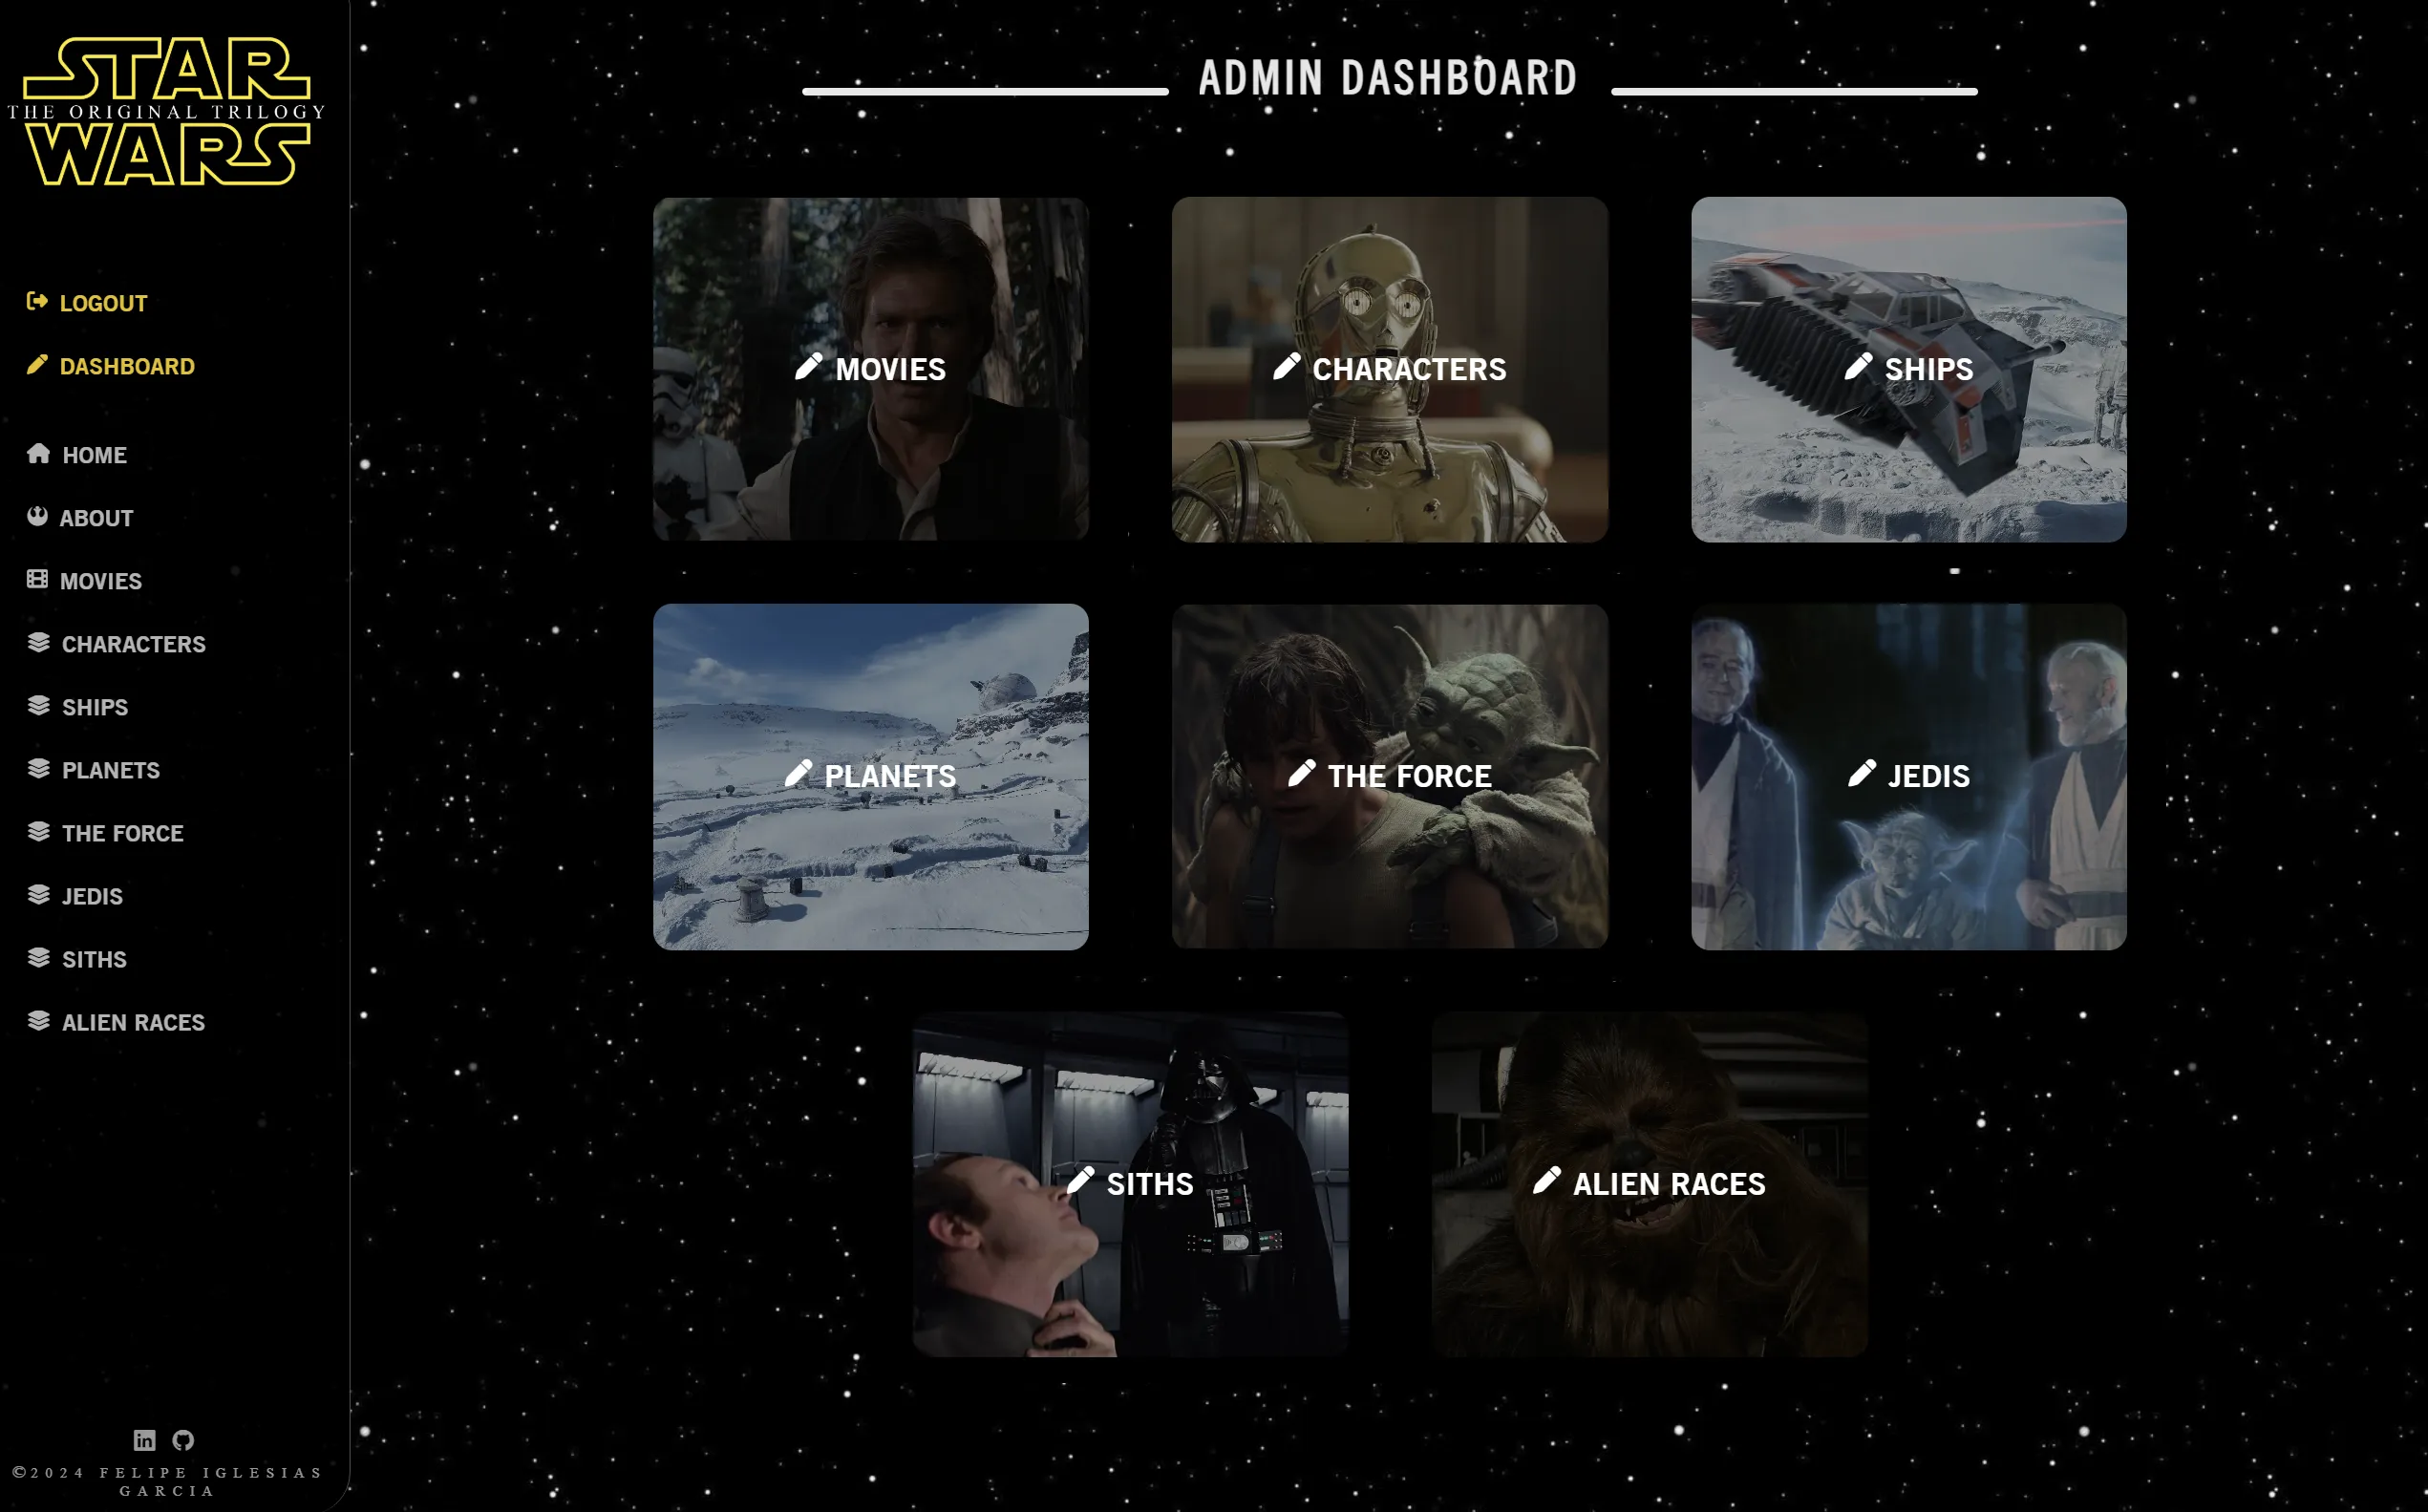 STAR
THE ORIGINAL TRILOGY
WARS
LOGOUT
DASHBOARD
HOME
ABOUT
MOVIES
CHARACTERS
SHIPS
PLANETS
THE FORCE
JEDIS
SITHS
ALIEN RACES
in
©2024 FELIPE IGLESIAS
GARCIA
ADMIN DASHBOARD
MOVIES
CHARACTERS
SHIPS
PLANETS
THE FORCE
JEDIS
SITHS
ALIEN RACES